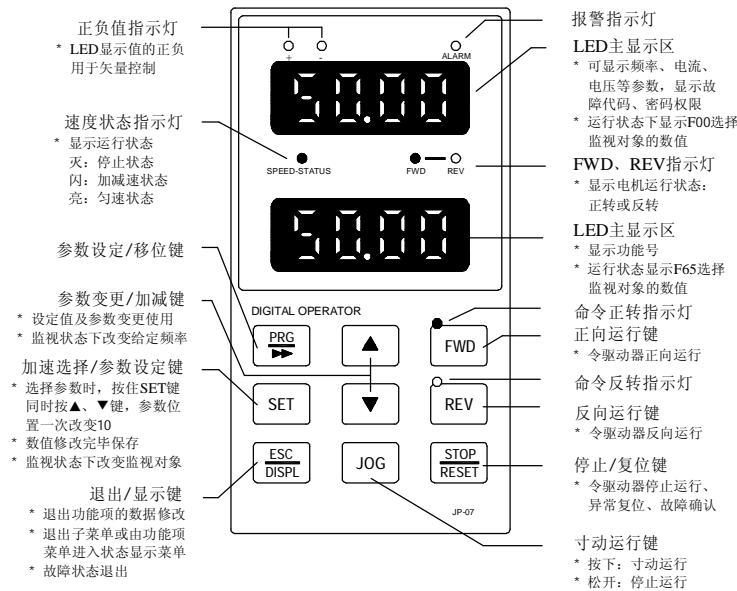 正负值指示灯
* LED显示值的正负
用于矢量控制
速度状态指示灯
* 显示运行状态
灭：停止状态
闪：加减速状态
亮：匀速状态
参数设定/移位键
参数变更/加减键
* 设定值及参数变更使用
* 监视状态下改变给定频率
加速选择/参数设定键
* 选择参数时，按住SET键
同时按▲、▼键，参数位
置一次改变10
* 数值修改完毕保存
* 监视状态下改变监视对象
退出/显示键
* 退出功能项的数据修改
* 退出子菜单或由功能项
菜单进入状态显示菜单
* 故障状态退出
+ -
ALARM
50.00
SPEED-STATUS
FWD REV
50.00
DIGITAL OPERATOR
PRG
▶▶
▲
FWD
SET
▼
REV
ESC
DISPL
JOG
STOP
RESET
JP-07
报警指示灯
LED主显示区
* 可显示频率、电流、
电压等参数，显示故
障代码、密码权限
* 运行状态下显示F00选择
监视对象的数值
FWD、REV指示灯
* 显示电机运行状态：
正转或反转
LED主显示区
* 显示功能号
* 运行状态显示F65选择
监视对象的数值
命令正转指示灯
正向运行键
* 令驱动器正向运行
命令反转指示灯
反向运行键
* 令驱动器反向运行
停止/复位键
* 令驱动器停止运行、
异常复位、故障确认
寸动运行键
* 按下：寸动运行
* 松开：停止运行